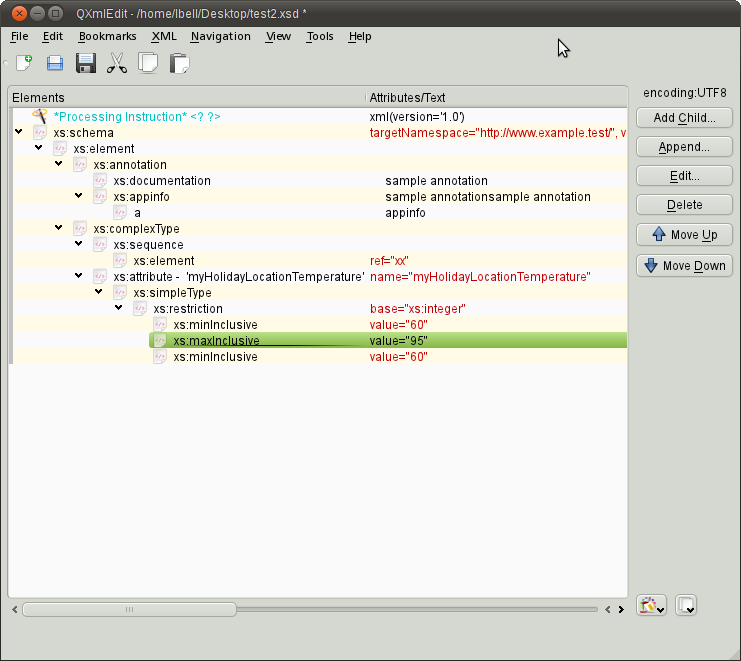 QXmlEdit - /home/lbell/Desktop/test2.xsd *
File Edit Bookmarks XML Navigation View Tools Help
encoding:UTF8
Elements Attributes/Text
*Processing Instruction* <? ?> xml(version='1.0')
xs:schema targetNamespace="http://www.example.test/", v
xs:element
xs:annotation
xs:documentation sample annotation
xs:appinfo sample annotationsample annotation
a appinfo
xs:complexType
xs:sequence
xs:element ref="xx"
xs:attribute - 'myHolidayLocationTemperature' name="myHolidayLocationTemperature"
xs:simpleType
xs:restriction base="xs:integer"
xs:minInclusive value="60"
xs:maxInclusive value="95"
xs:minInclusive value="60"
Add Child...
Append...
Edit...
Delete
Move Up
Move Down